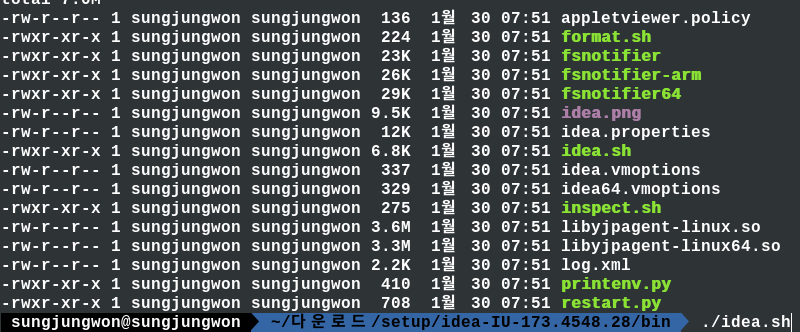 total 7.0M
-rw-r--r-- 1 sungjungwon sungjungwon  136  1월 30 07:51 appletviewer.policy
-rwxr-xr-x 1 sungjungwon sungjungwon  224  1월 30 07:51 format.sh
-rwxr-xr-x 1 sungjungwon sungjungwon  23K  1월 30 07:51 fsnotifier
-rwxr-xr-x 1 sungjungwon sungjungwon  26K  1월 30 07:51 fsnotifier-arm
-rwxr-xr-x 1 sungjungwon sungjungwon  29K  1월 30 07:51 fsnotifier64
-rw-r--r-- 1 sungjungwon sungjungwon 9.5K  1월 30 07:51 idea.png
-rw-r--r-- 1 sungjungwon sungjungwon  12K  1월 30 07:51 idea.properties
-rwxr-xr-x 1 sungjungwon sungjungwon 6.8K  1월 30 07:51 idea.sh
-rw-r--r-- 1 sungjungwon sungjungwon  337  1월 30 07:51 idea.vmoptions
-rw-r--r-- 1 sungjungwon sungjungwon  329  1월 30 07:51 idea64.vmoptions
-rwxr-xr-x 1 sungjungwon sungjungwon  275  1월 30 07:51 inspect.sh
-rw-r--r-- 1 sungjungwon sungjungwon 3.6M  1월 30 07:51 libyjpagent-linux.so
-rw-r--r-- 1 sungjungwon sungjungwon 3.3M  1월 30 07:51 libyjpagent-linux64.so
-rw-r--r-- 1 sungjungwon sungjungwon 2.2K  1월 30 07:51 log.xml
-rwxr-xr-x 1 sungjungwon sungjungwon  410  1월 30 07:51 printenv.py
-rwxr-xr-x 1 sungjungwon sungjungwon  708  1월 30 07:51 restart.py
sungjungwon@sungjungwon ~/다운로드/setup/idea-IU-173.4548.28/bin ./idea.sh